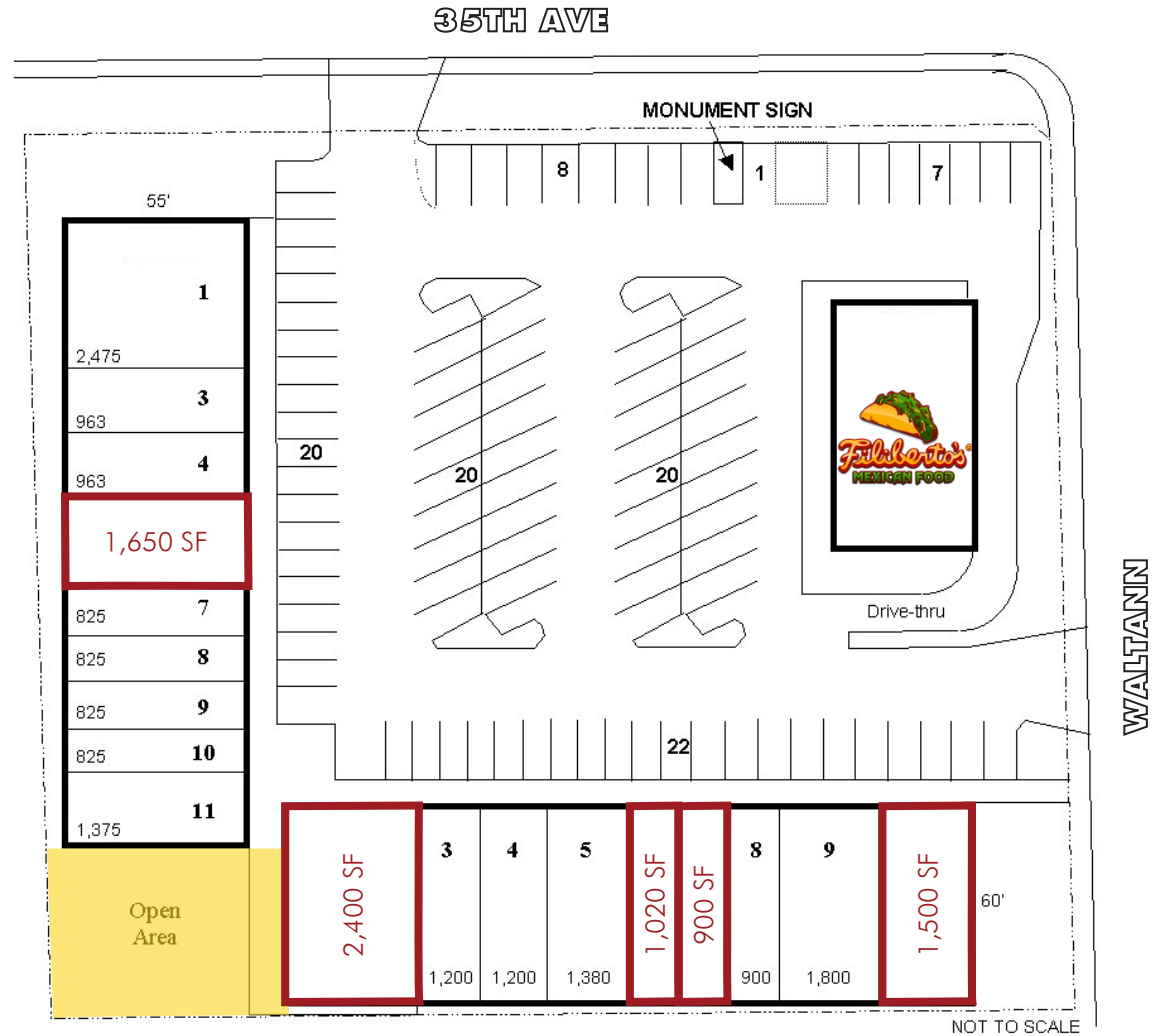 35TH AVE
MONUMENT SIGN
8
1
7
55'
1
2,475
3
963
4
963
1,650 SF
7
825
8
825
9
825
10
825
11
1,375
20
20
20
Filiberto's®
MEXICAN FOOD
Drive-thru
WALTANN
22
Open
Area
2,400 SF
3
1,200
4
1,200
5
1,380
1,020 SF
900 SF
8
900
9
1,800
1,500 SF
60'
NOT TO SCALE